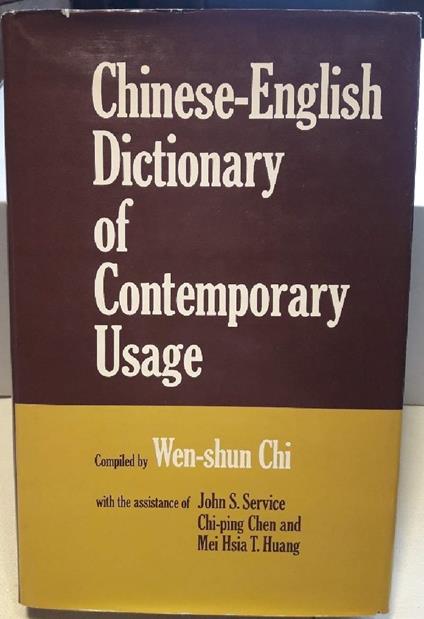 Chinese-English
Dictionary
of
Contemporary
Usage
Compiled by Wen-shun Chi
with the assistance of John S. Service
Chi-ping Chen and
Mei Hsia T. Huang